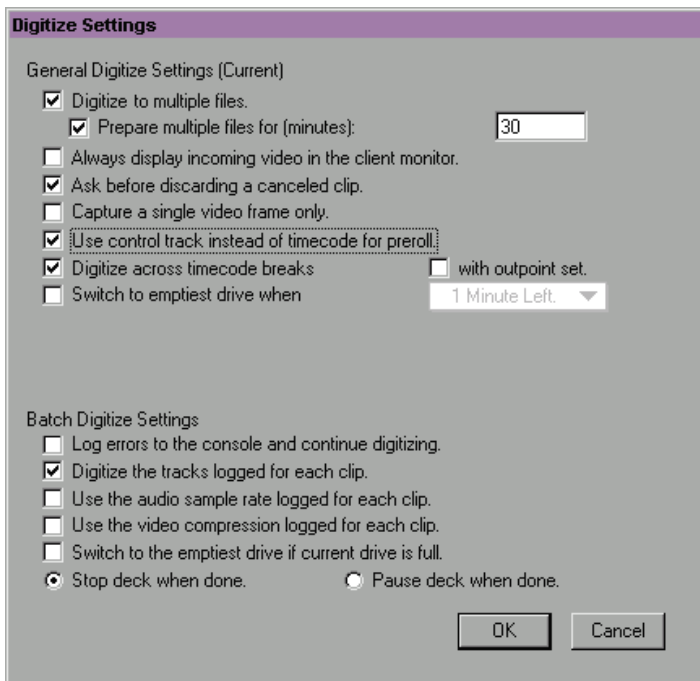 Digitize Settings
General Digitize Settings (Current)
Digitize to multiple files.
Prepare multiple files for (minutes): 30
Always display incoming video in the client monitor.
Ask before discarding a canceled clip.
Capture a single video frame only.
Use control track instead of timecode for preroll.
Digitize across timecode breaks with outpoint set.
Switch to emptiest drive when 1 Minute Left.
Batch Digitize Settings
Log errors to the console and continue digitizing.
Digitize the tracks logged for each clip.
Use the audio sample rate logged for each clip.
Use the video compression logged for each clip.
Switch to the emptiest drive if current drive is full.
Stop deck when done. Pause deck when done.
OK Cancel